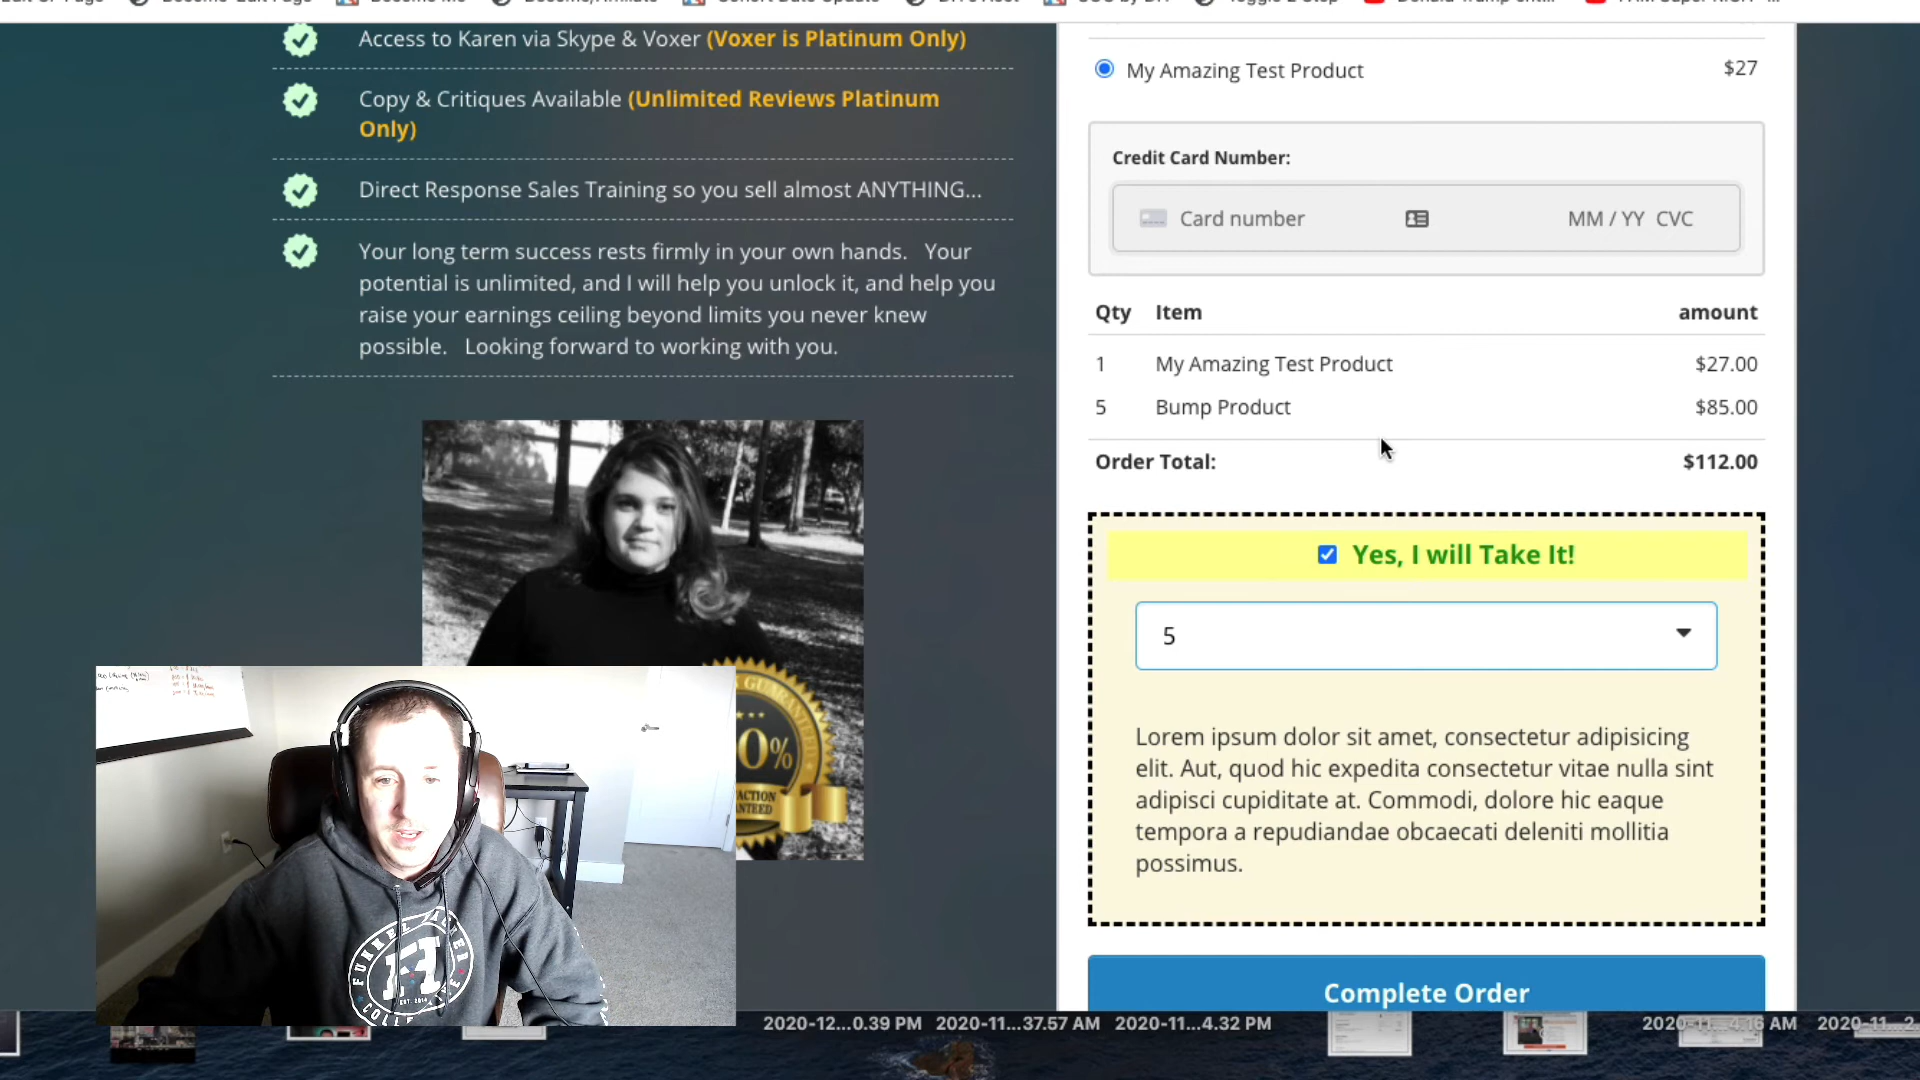 Access to Karen via Skype & Voxer (Voxer is Platinum Only)
Copy & Critiques Available (Unlimited Reviews Platinum
Only)
Direct Response Sales Training so you sell almost ANYTHING...
Your long term success rests firmly in your own hands. Your
potential is unlimited, and I will help you unlock it, and help you
raise your earnings ceiling beyond limits you never knew
possible. Looking forward to working with you.
My Amazing Test Product $27
Credit Card Number:
Card number MM / YY CVC
Qty Item amount
1 My Amazing Test Product $27.00
5 Bump Product $85.00
Order Total: $112.00
Yes, I will Take It!
5
Lorem ipsum dolor sit amet, consectetur adipisicing
elit. Aut, quod hic expedita consectetur vitae nulla sint
adipisci cupiditate at. Commodi, dolore hic eaque
tempora a repudiandae obcaecati deleniti mollitia
possimus.
Complete Order
0%
ACTION
FUNNEL
EST. 2014
2020-12...0.39 PM 2020-11...37.57 AM 2020-11...4.32 PM